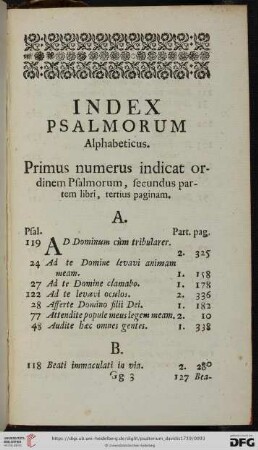 INDEX
PSALMORUM
Alphabeticus.
Primus numerus indicat or-
dinem Psalmorum, secundus par-
tem libri, tertius paginam.
A.
Psal. Part. pag.
119 AD Dominum cùm tribularer.
2. 325
24 Ad te Domine levavi animam
meam. 1. 158
27 Ad te Domine clamabo. 1. 178
122 Ad te levavi oculos. 2. 336
28 Afferte Domino filii Dei. 1. 182
77 Attendite popule meus legem meam. 2. 10
48 Audite hæc omnes gentes. 1. 338
B.
118 Beati immaculati in via. 2. 280
Gg 3 127 Bea-